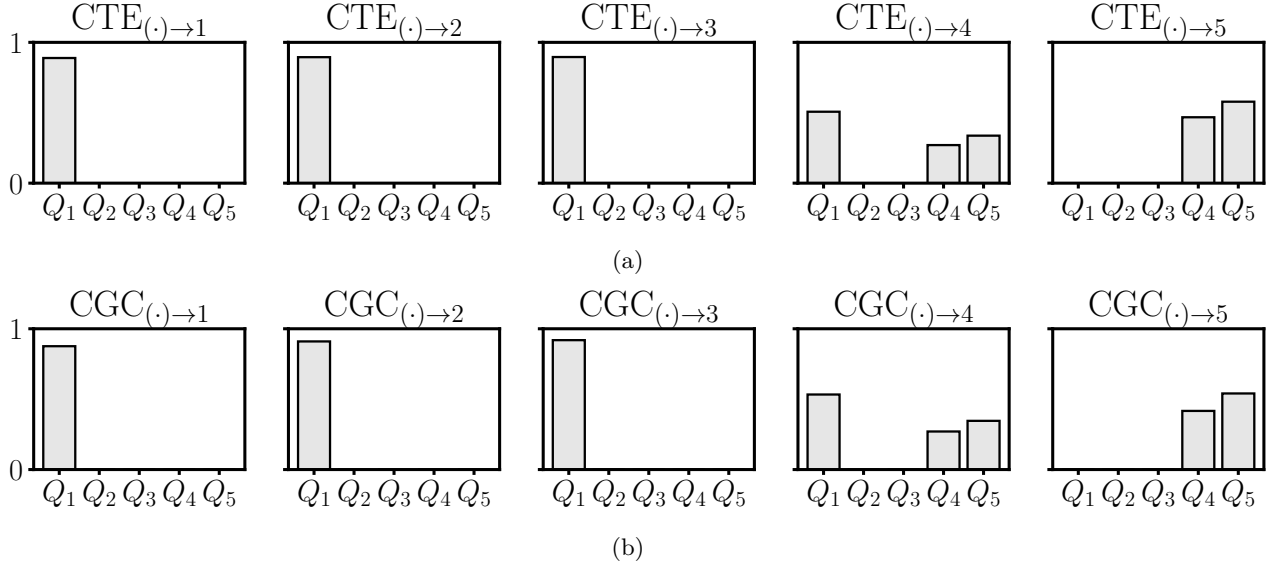 CTE(·)→1 CTE(·)→2 CTE(·)→3 CTE(·)→4 CTE(·)→5
1
0
Q1 Q2 Q3 Q4 Q5 Q1 Q2 Q3 Q4 Q5 Q1 Q2 Q3 Q4 Q5 Q1 Q2 Q3 Q4 Q5 Q1 Q2 Q3 Q4 Q5
(a)
CGC(·)→1 CGC(·)→2 CGC(·)→3 CGC(·)→4 CGC(·)→5
1
0
Q1 Q2 Q3 Q4 Q5 Q1 Q2 Q3 Q4 Q5 Q1 Q2 Q3 Q4 Q5 Q1 Q2 Q3 Q4 Q5 Q1 Q2 Q3 Q4 Q5
(b)